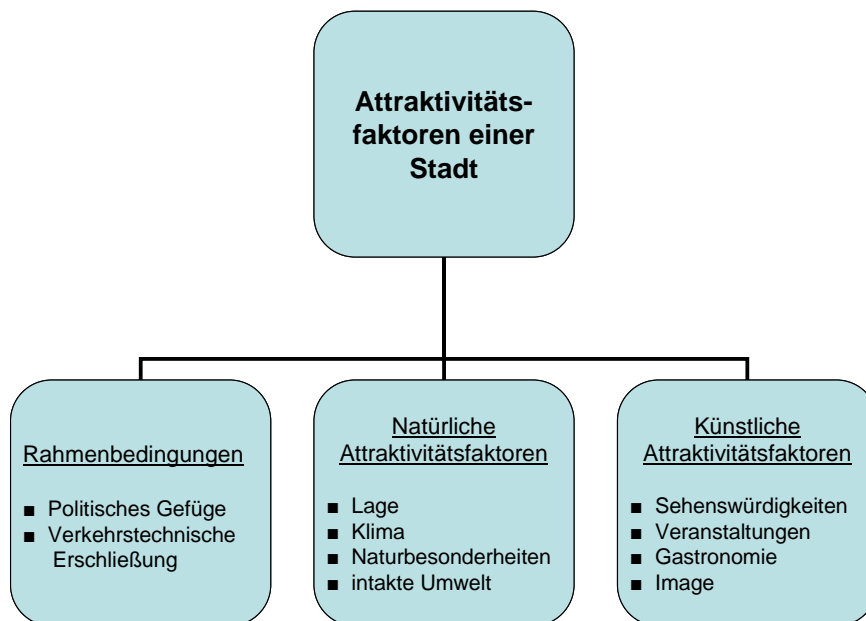 Attraktivitäts-
faktoren einer
Stadt
Rahmenbedingungen
■ Politisches Gefüge
■ Verkehrstechnische
Erschließung
Natürliche
Attraktivitätsfaktoren
■ Lage
■ Klima
■ Naturbesonderheiten
■ intakte Umwelt
Künstliche
Attraktivitätsfaktoren
■ Sehenswürdigkeiten
■ Veranstaltungen
■ Gastronomie
■ Image